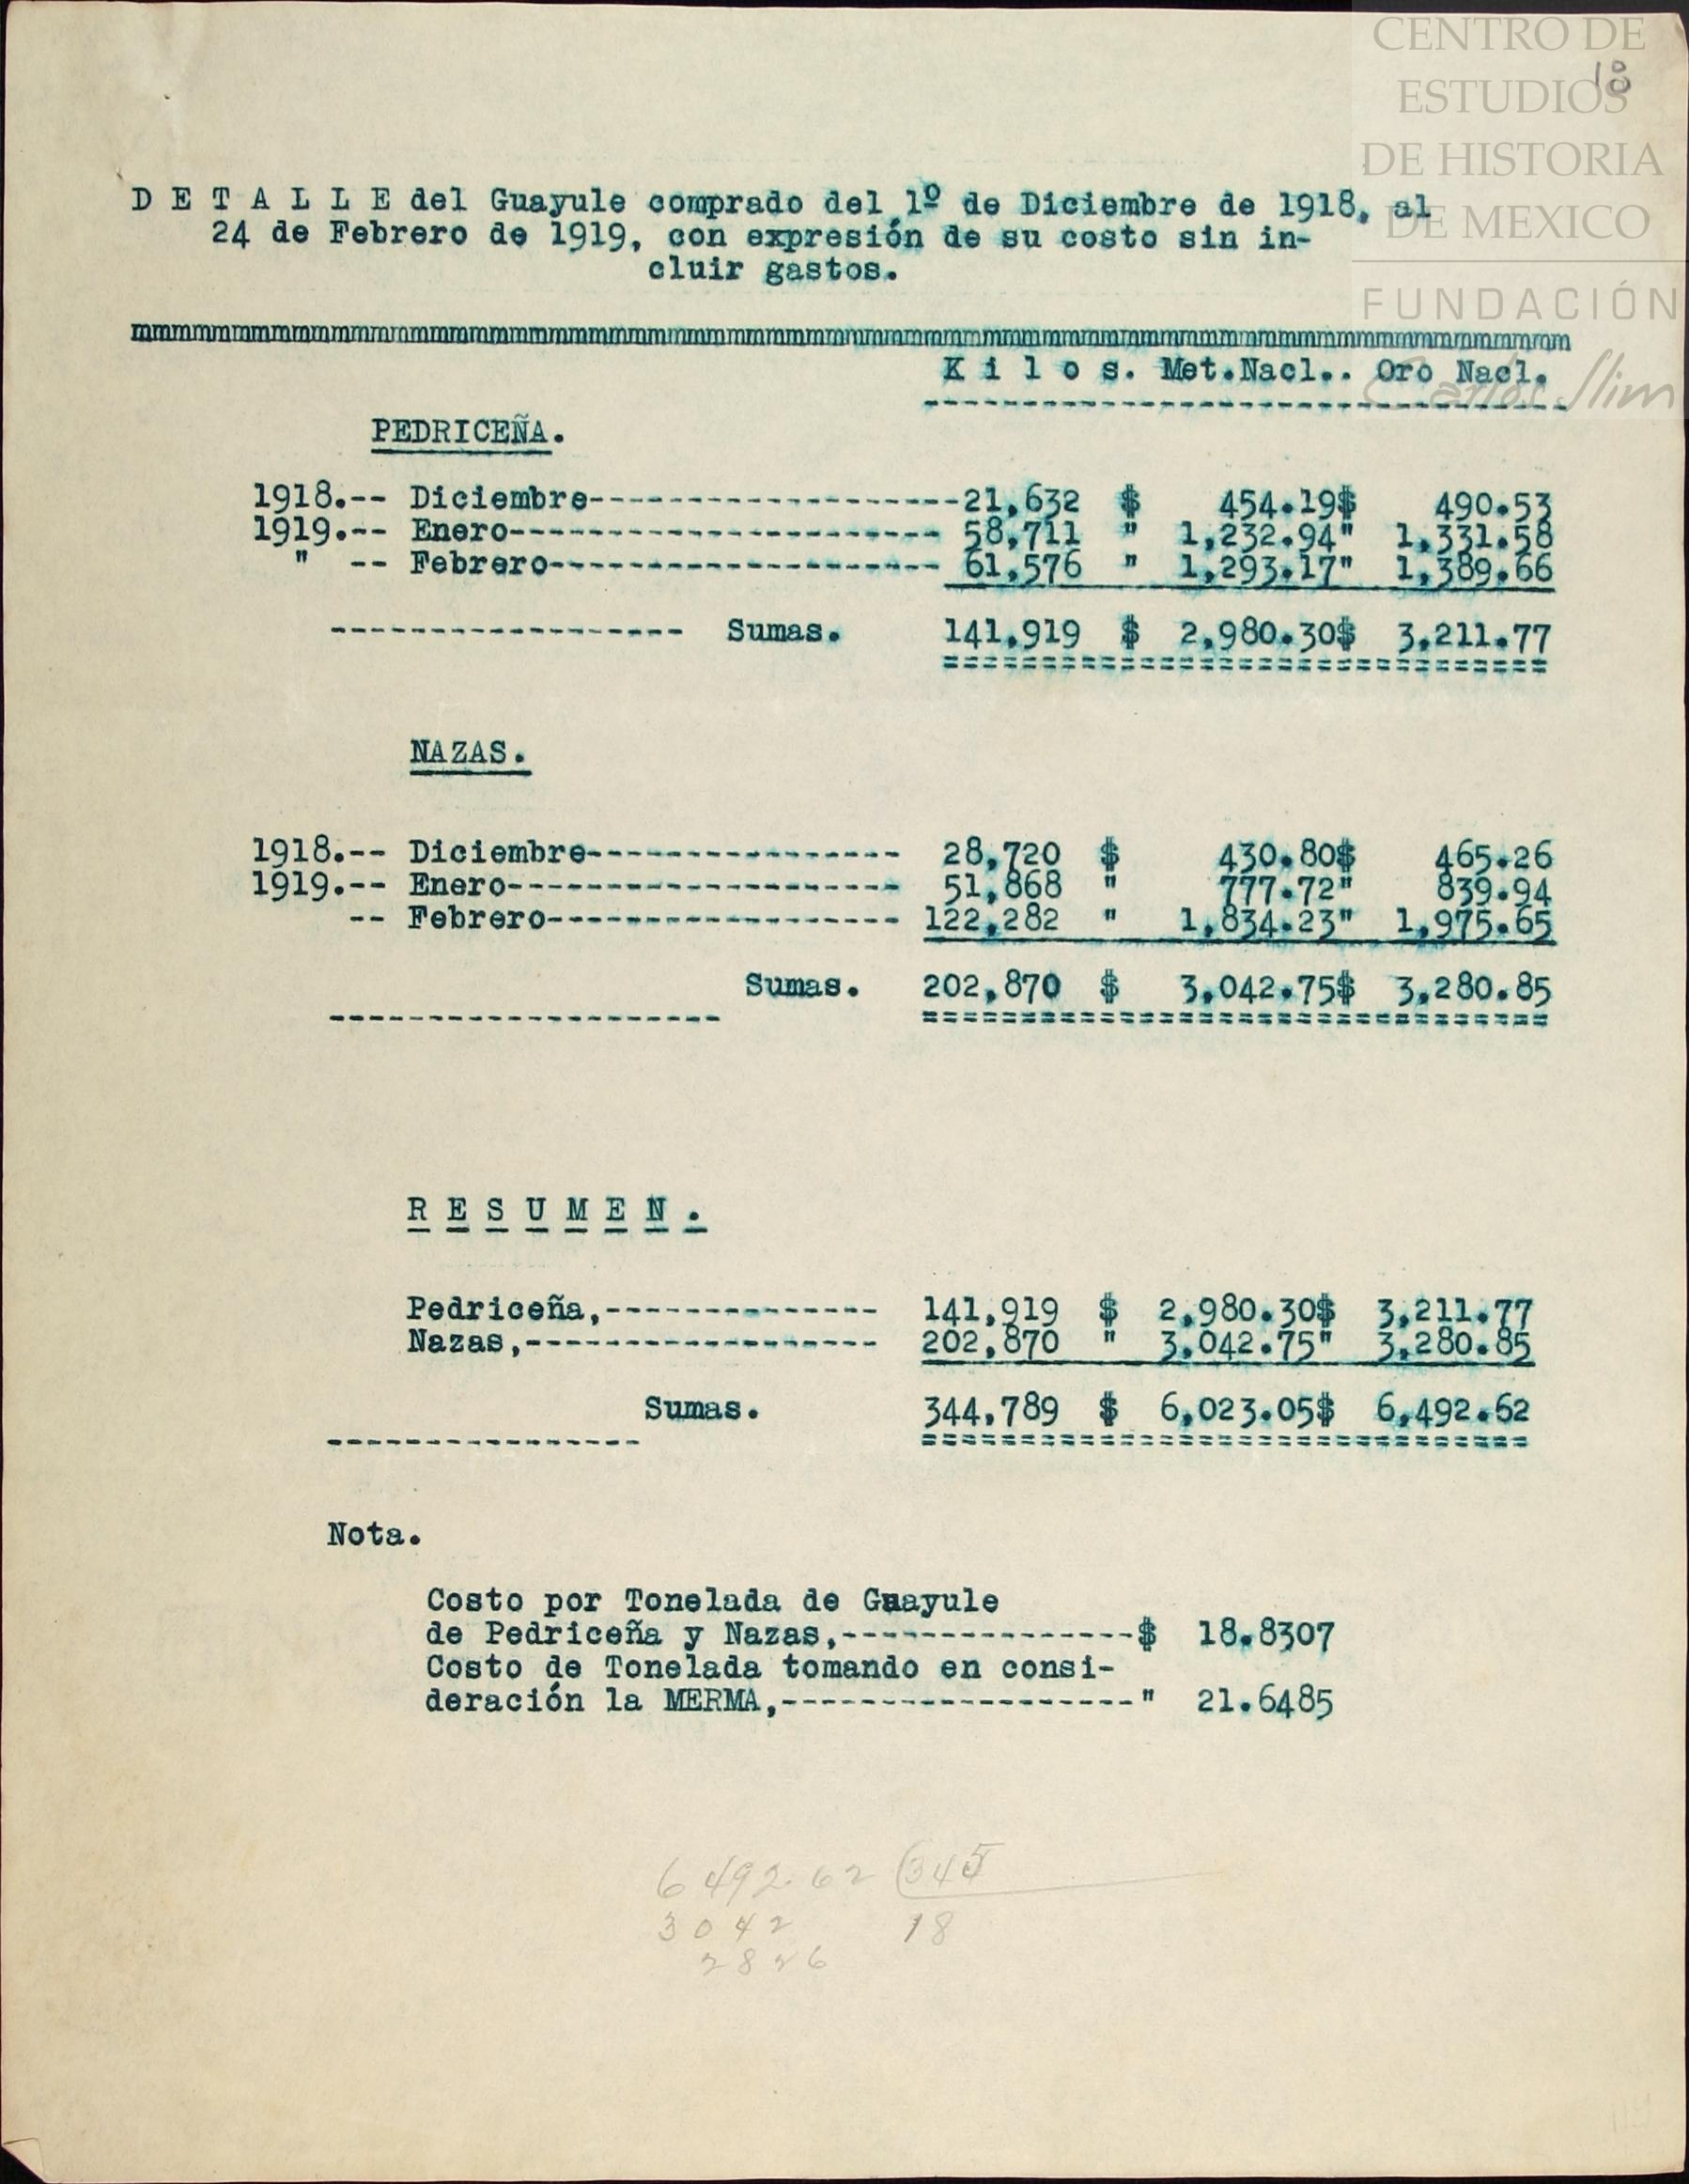 CENTRO DE
ESTUDIOS
DE HISTORIA
DE MEXICO
FUNDACIÓN
Carlos Slim
18
D E T A L L E del Guayule comprado del 1º de Diciembre de 1918, al
24 de Febrero de 1919, con expresión de su costo sin in-
cluir gastos.
mmmmmmmmmmmmmmmmmmmmmmmmmmmmmmmmmmmmmmmmmmmmmmmmmmmmmmmmmmmmmmmmmmmmmmmmm
K i l o s. Met.Nacl.. Oro Nacl.
---------------------------------
PEDRICEÑA.
1918.-- Diciembre-------------------21,632 $ 454.19$ 490.53
1919.-- Enero---------------------- 58,711 " 1,232.94" 1,331.58
" -- Febrero-------------------- 61,576 " 1,293.17" 1,389.66
------------------ Sumas. 141,919 $ 2,980.30$ 3,211.77
===============================
NAZAS.
1918.-- Diciembre---------------- 28,720 $ 430.80$ 465.26
1919.-- Enero-------------------- 51,868 " 777.72" 839.94
-- Febrero------------------ 122,282 " 1,834.23" 1,975.65
Sumas. 202,870 $ 3,042.75$ 3,280.85
-------------------- ================================
R E S U M E N .
Pedriceña,-------------- 141,919 $ 2,980.30$ 3,211.77
Nazas,------------------ 202,870 " 3,042.75" 3,280.85
Sumas. 344,789 $ 6,023.05$ 6,492.62
---------------- ===============================
Nota.
Costo por Tonelada de Guayule
de Pedriceña y Nazas,---------------$ 18.8307
Costo de Tonelada tomando en consi-
deración la MERMA,------------------" 21.6485
6492.62 (345
3042 18
2826